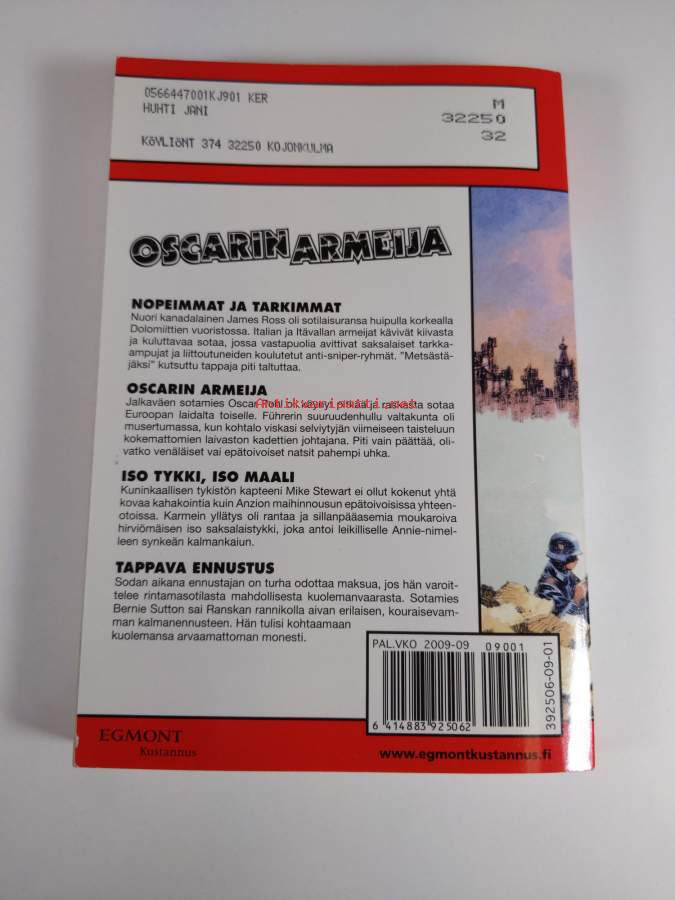 0566447001KJ901 KER
HUHTI JANI
KöYLIöNT 374 32250 KOJONKULMA
M
32250
32
OSCARIN ARMEIJA
NOPEIMMAT JA TARKIMMAT
Nuori kanadalainen James Ross oli sotilaisuransa huipulla korkealla
Dolomiittien vuoristossa. Italian ja Itävallan armeijat kävivät kiivasta
ja kuluttavaa sotaa, jossa vastapuolia avittivat saksalaiset tarkka-
ampujat ja liittoutuneiden koulutetut anti-sniper-ryhmät. "Metsästä-
jäksi" kutsuttu tappaja piti taltuttaa.
OSCARIN ARMEIJA
Jalkaväen sotamies Oscar Pohl oli käynyt pitkää ja raskasta sotaa
Euroopan laidalta toiselle. Führerin suuruudenhullu valtakunta oli
musertumassa, kun kohtalo viskasi selviytyjän viimeiseen taisteluun
kokemattomien laivaston kadettien johtajana. Piti vain päättää, oli-
vatko venäläiset vai epätoivoiset natsit pahempi uhka.
ISO TYKKI, ISO MAALI
Kuninkaallisen tykistön kapteeni Mike Stewart ei ollut kokenut yhtä
kovaa kahakointia kuin Anzion maihinnousun epätoivoisissa yhteen-
otoissa. Karmein yllätys oli rantaa ja sillanpääasemia moukaroiva
hirviömäisen iso saksalaistykki, joka antoi leikilliselle Annie-nimel-
leen synkeän kalmankaiun.
TAPPAVA ENNUSTUS
Sodan aikana ennustajan on turha odottaa maksua, jos hän varoit-
telee rintamasotilasta mahdollisesta kuolemanvaarasta. Sotamies
Bernie Sutton sai Ranskan rannikolla aivan erilaisen, kouraisevam-
man kalmanennusteen. Hän tulisi kohtaamaan
kuolemansa arvaamattoman monesti.
PAL.VKO 2009-09
09001
6 414883 925062
392506-09-01
EGMONT
Kustannus
www.egmontkustannus.fi